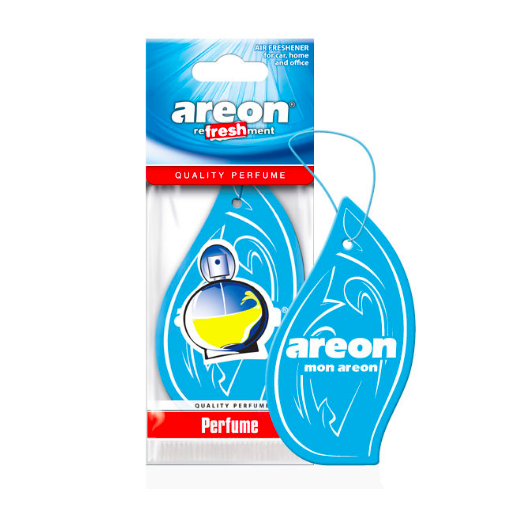 AIR FRESHENER
for car, home
and office
areon®
refreshment
QUALITY PERFUME
®
QUALITY PERFUME
Perfume
areon
mon areon